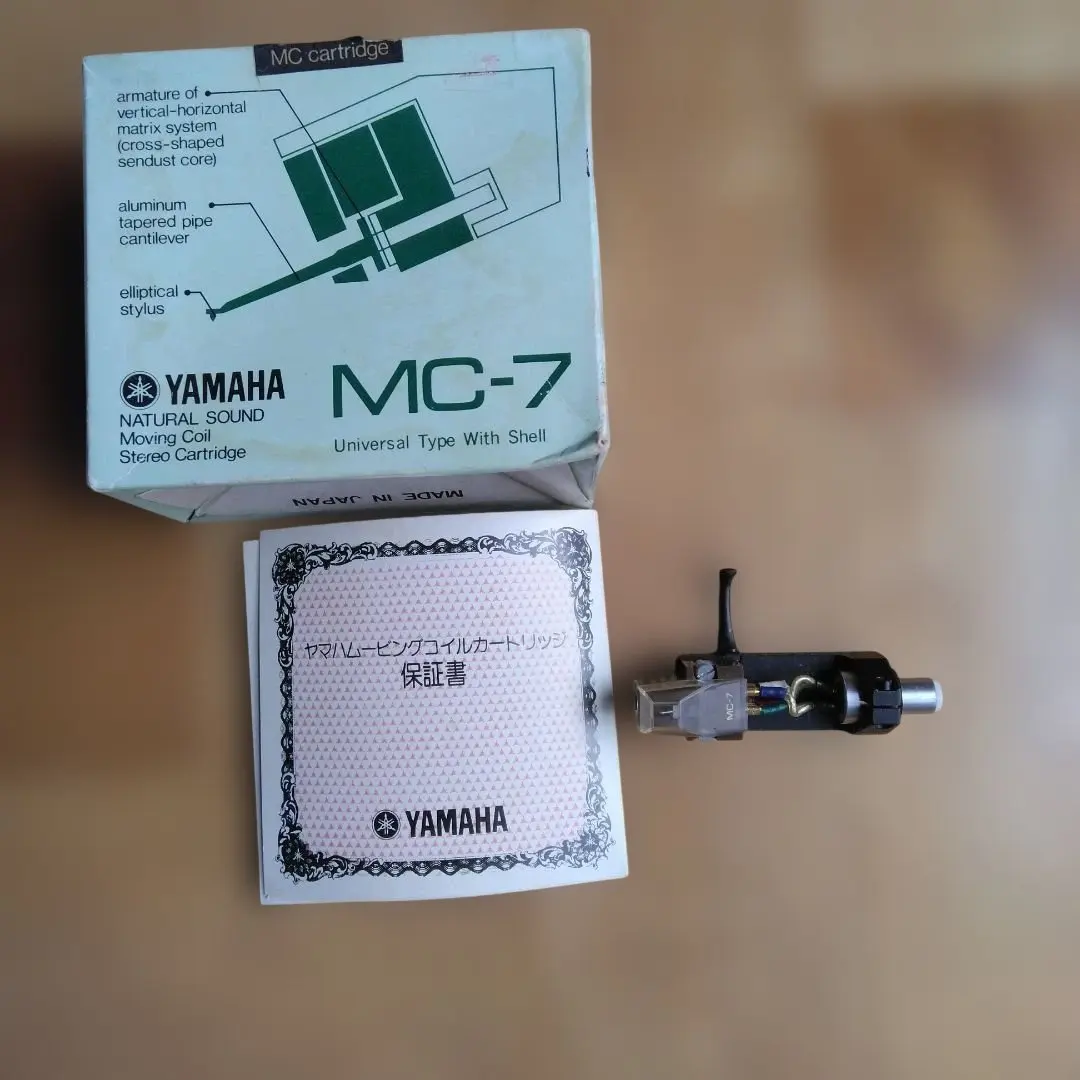 MC cartridge
armature of
vertical-horizontal
matrix system
(cross-shaped
sendust core)
aluminum
tapered pipe
cantilever
elliptical
stylus
YAMAHA
NATURAL SOUND
Moving Coil
Stereo Cartridge
MC-7
Universal Type With Shell
MADE IN JAPAN
ヤマハムービングコイルカートリッジ
保証書
YAMAHA
MC-7